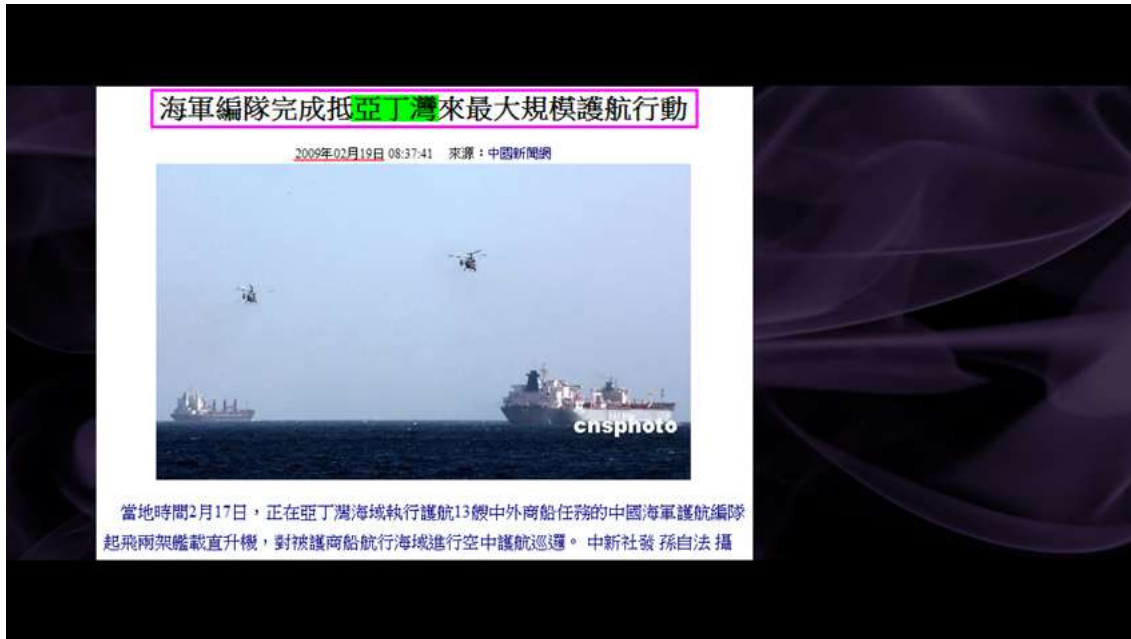 海軍編隊完成抵亞丁灣來最大規模護航行動
2009年02月19日 08:37:41 來源：中國新聞網
cnsphoto
當地時間2月17日，正在亞丁灣海域執行護航13艘中外商船任務的中國海軍護航編隊
起飛兩架艦載直升機，對被護商船航行海域進行空中護航巡邏。 中新社發 孫自法 攝